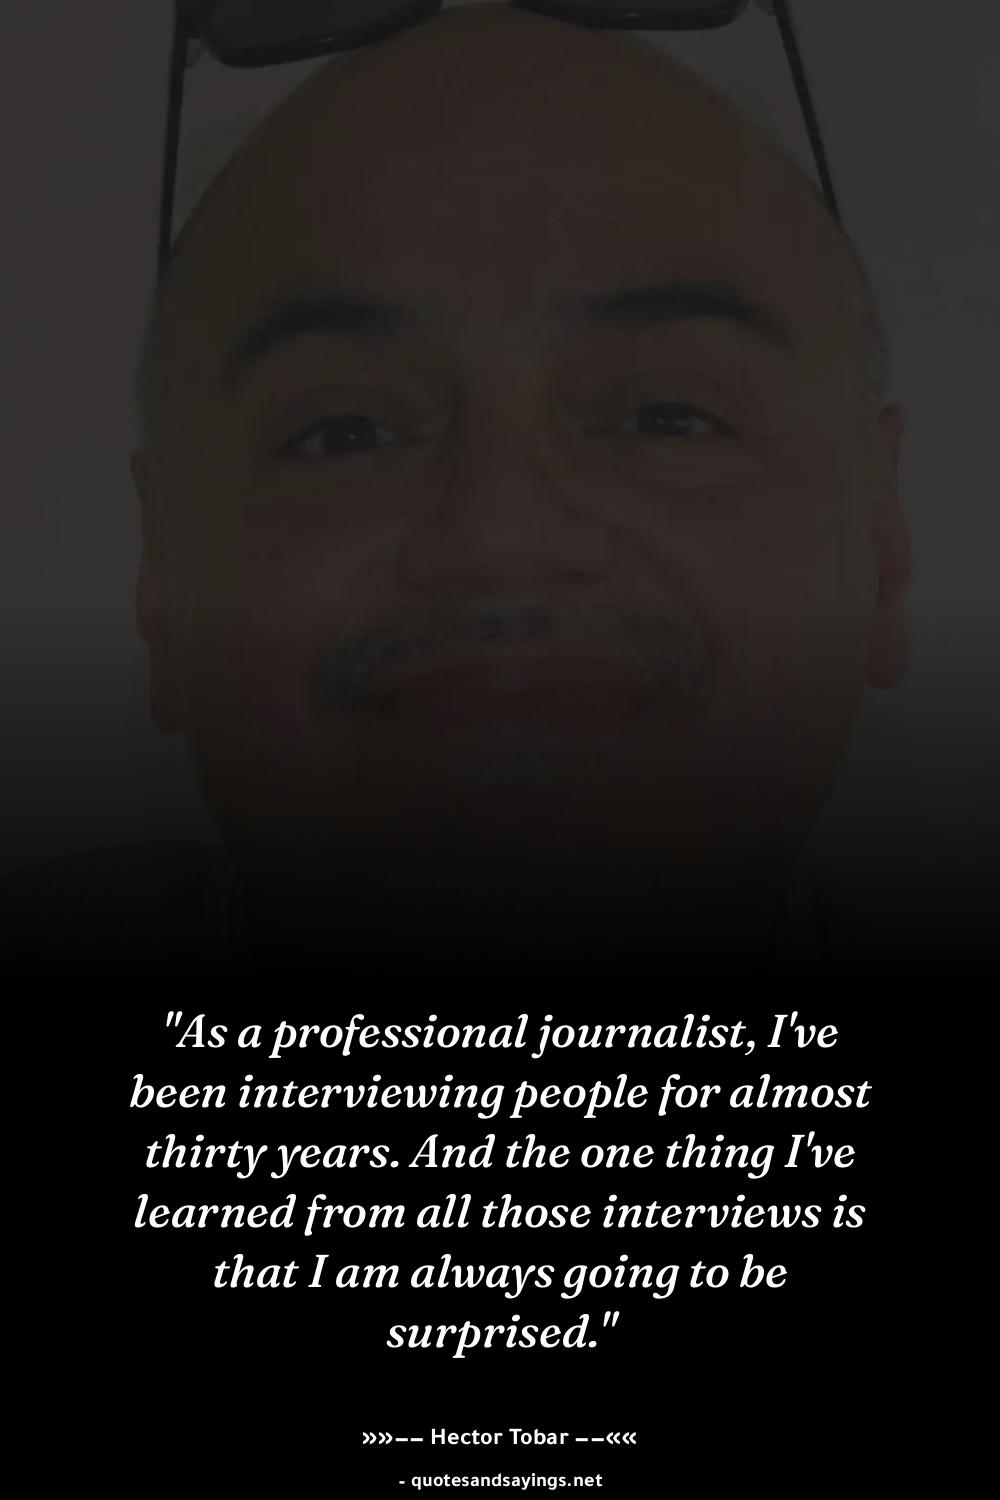 "As a professional journalist, I've
been interviewing people for almost
thirty years. And the one thing I've
learned from all those interviews is
that I am always going to be
surprised."
»»–– Hector Tobar ––««
- quotesandsayings.net